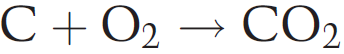 C + O₂ → CO₂